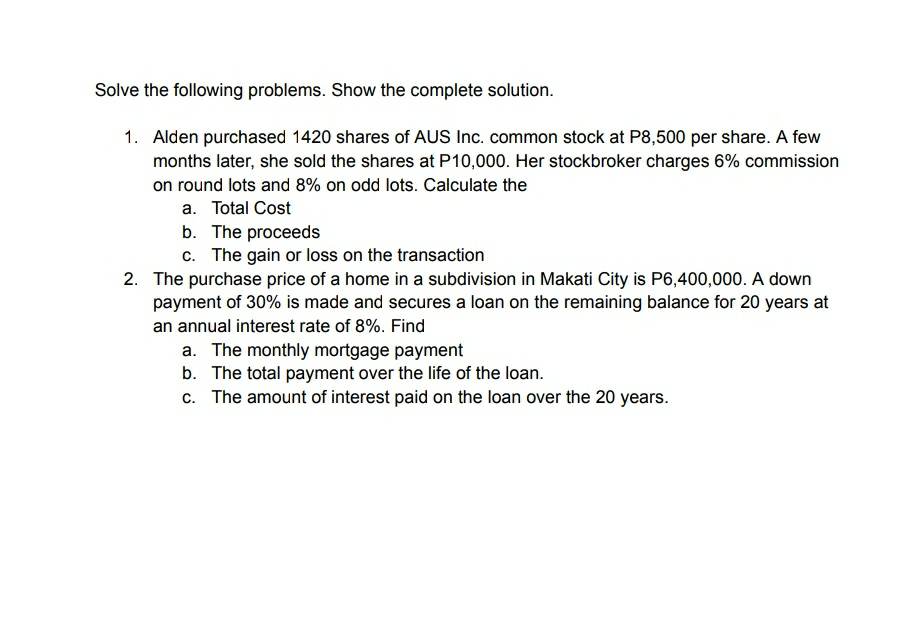 Solve the following problems. Show the complete solution.
1. Alden purchased 1420 shares of AUS Inc. common stock at P8,500 per share. A few
months later, she sold the shares at P10,000. Her stockbroker charges 6% commission
on round lots and 8% on odd lots. Calculate the
a. Total Cost
b. The proceeds
c. The gain or loss on the transaction
2. The purchase price of a home in a subdivision in Makati City is P6,400,000. A down
payment of 30% is made and secures a loan on the remaining balance for 20 years at
an annual interest rate of 8%. Find
a. The monthly mortgage payment
b. The total payment over the life of the loan.
c. The amount of interest paid on the loan over the 20 years.